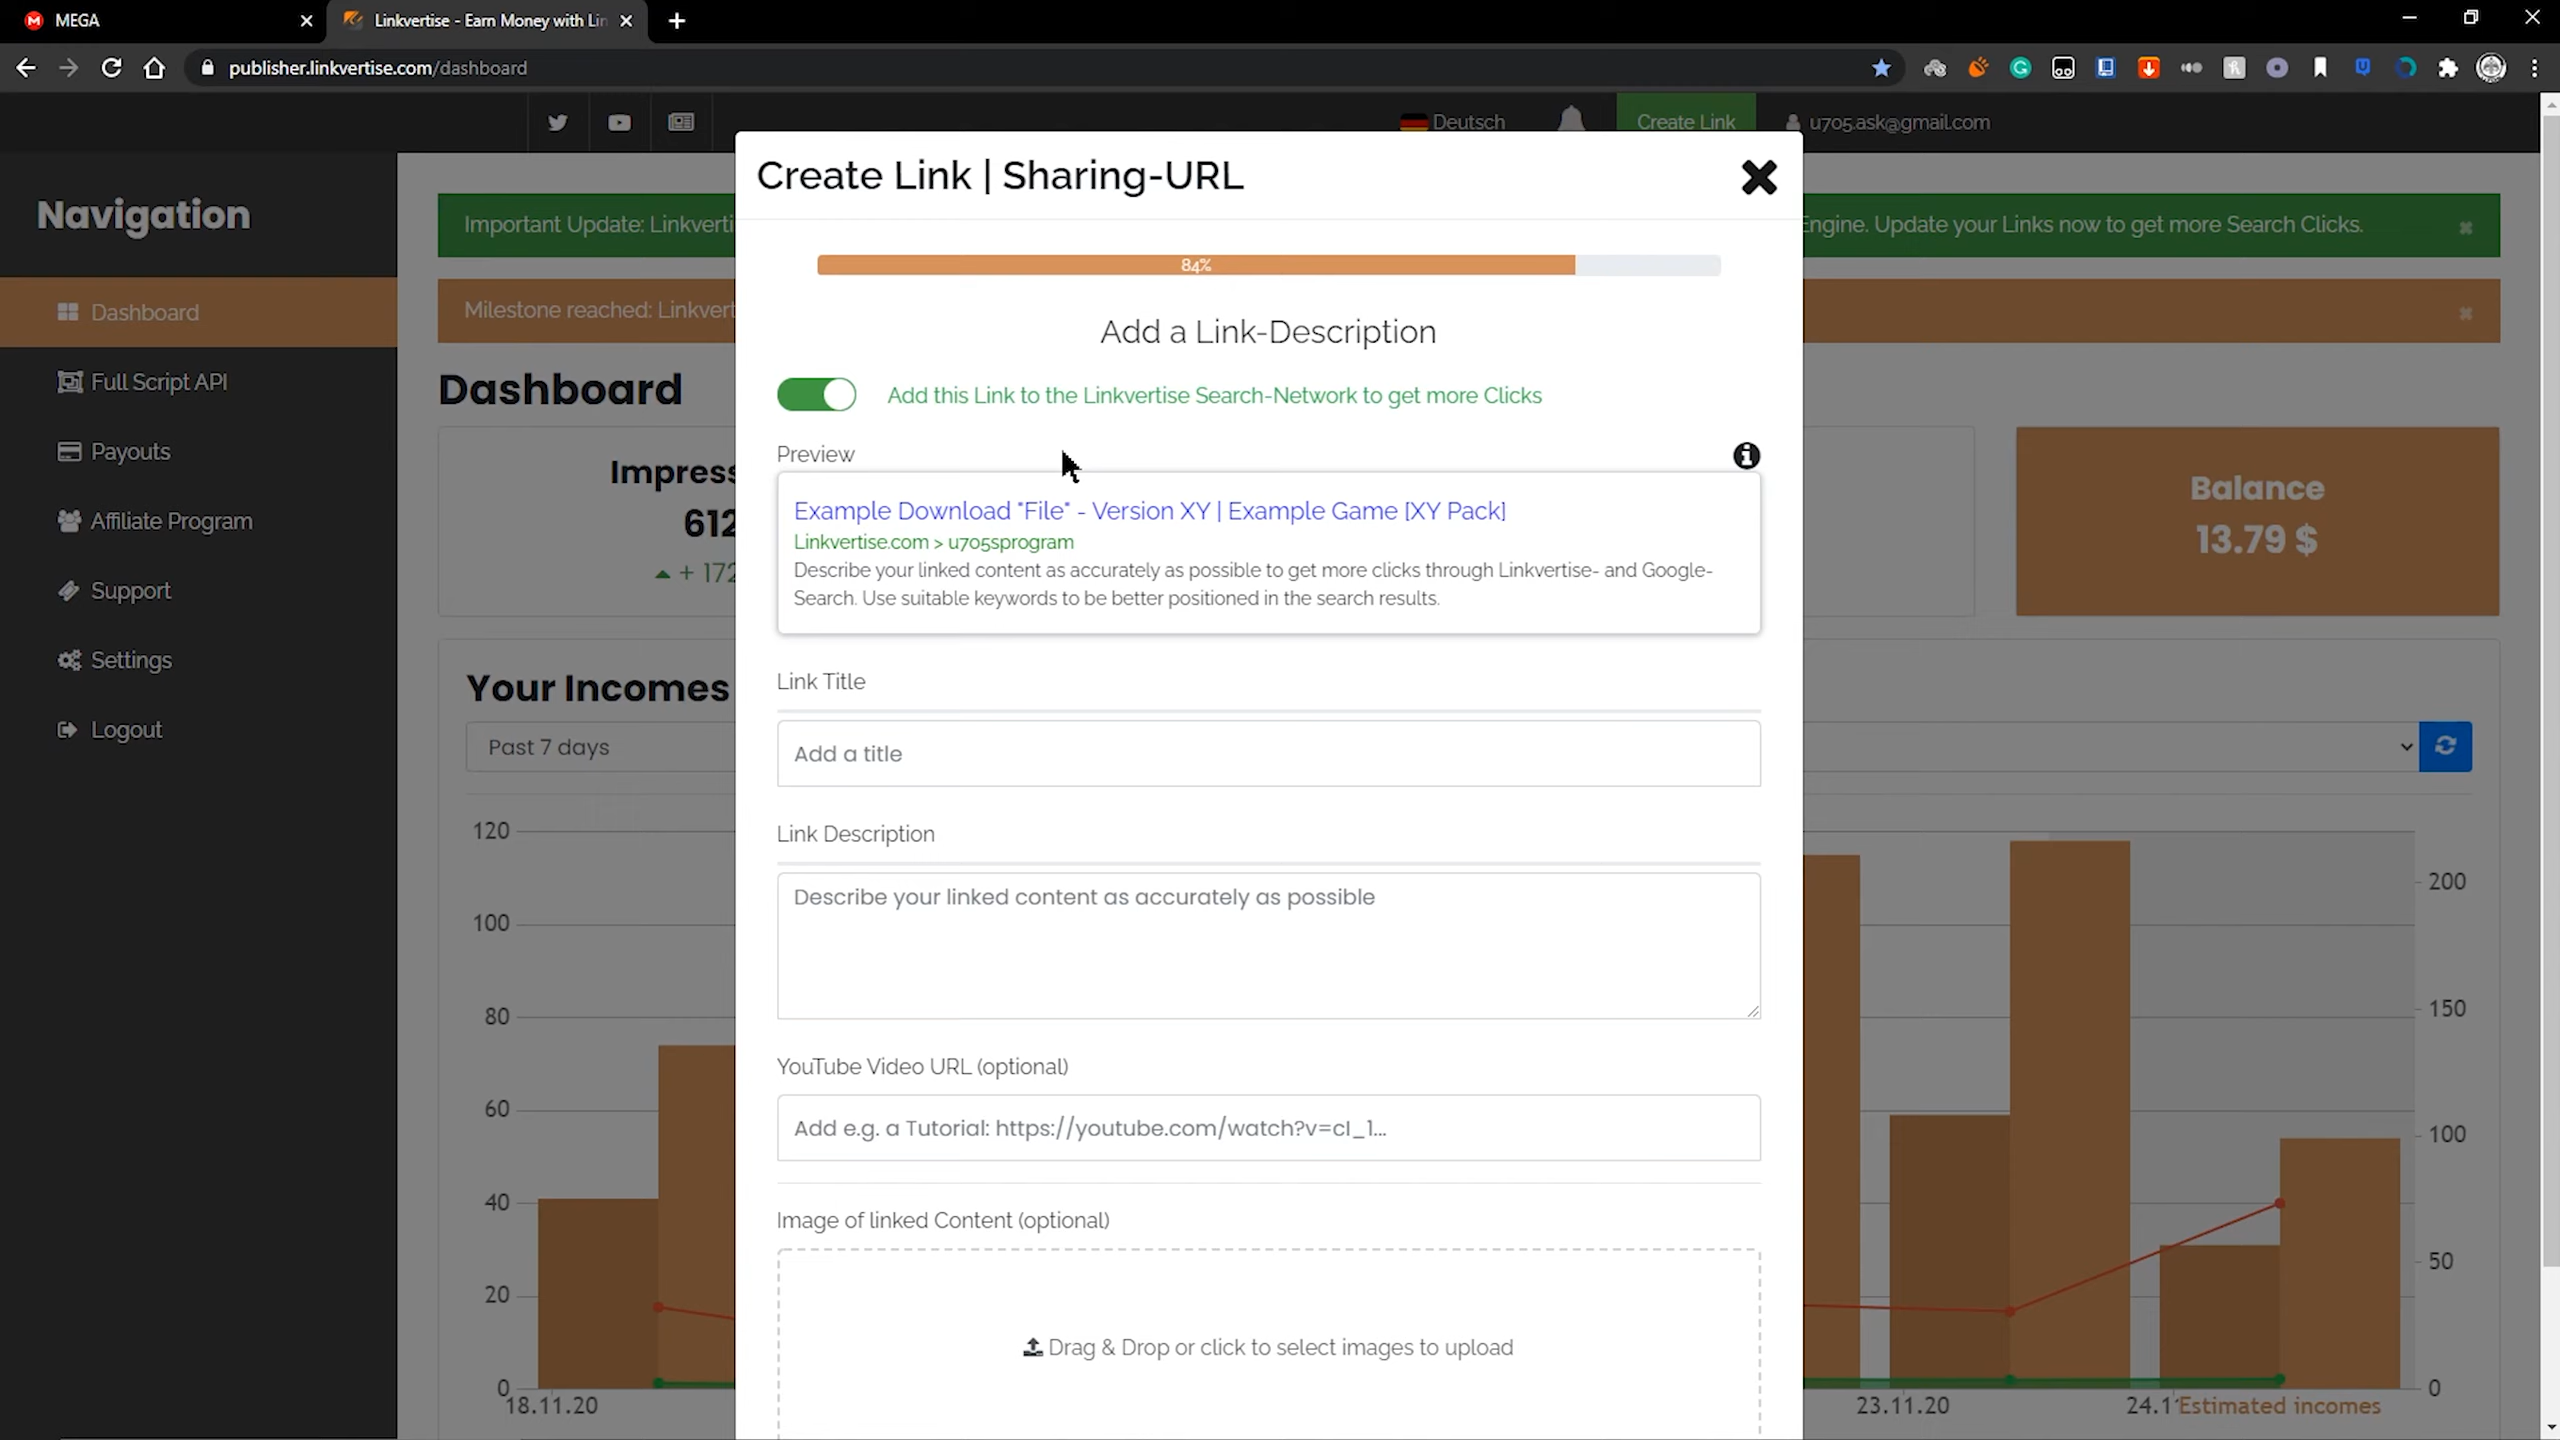 MEGA
Linkvertise - Earn Money with Lin
publisher.linkvertise.com/dashboard
Deutsch
Create Link
u705.ask@gmail.com
Navigation
Dashboard
Full Script API
Payouts
Affiliate Program
Support
Settings
Logout
Important Update: Linkverti
Engine. Update your Links now to get more Search Clicks.
Milestone reached: Linkvert
Dashboard
Impress
612
+ 172
Balance
13.79 $
Your Incomes
Past 7 days
120
100
80
60
40
20
0
18.11.20
200
150
100
50
0
23.11.20
24.1
Estimated incomes
Create Link | Sharing-URL
84%
Add a Link-Description
Add this Link to the Linkvertise Search-Network to get more Clicks
Preview
Example Download "File" - Version XY | Example Game [XY Pack]
Linkvertise.com > u705sprogram
Describe your linked content as accurately as possible to get more clicks through Linkvertise- and Google-
Search. Use suitable keywords to be better positioned in the search results.
Link Title
Add a title
Link Description
Describe your linked content as accurately as possible
YouTube Video URL (optional)
Add e.g. a Tutorial: https://youtube.com/watch?v=cI_1...
Image of linked Content (optional)
Drag & Drop or click to select images to upload